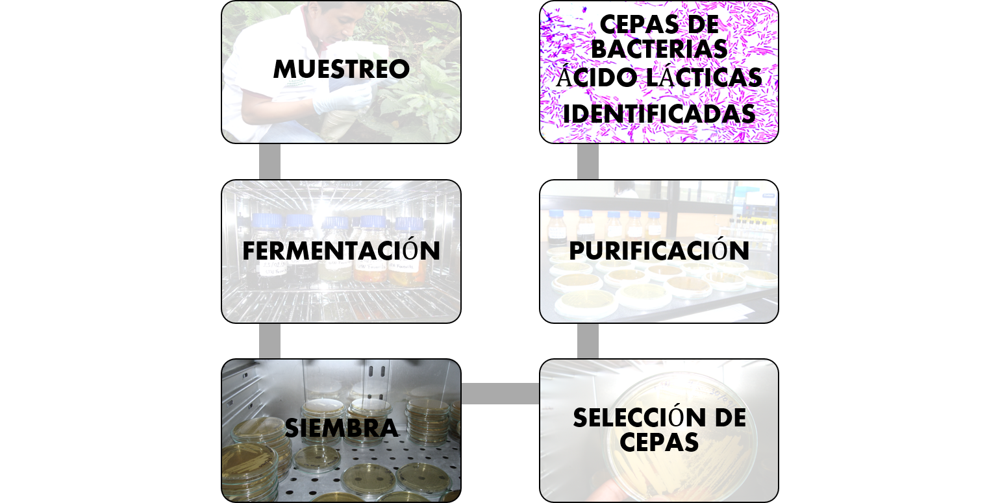 MUESTREO
FERMENTACIÓN
SIEMBRA
SELECCIÓN DE
CEPAS
PURIFICACIÓN
CEPAS DE
BACTERIAS
ÁCIDO LÁCTICAS
IDENTIFICADAS